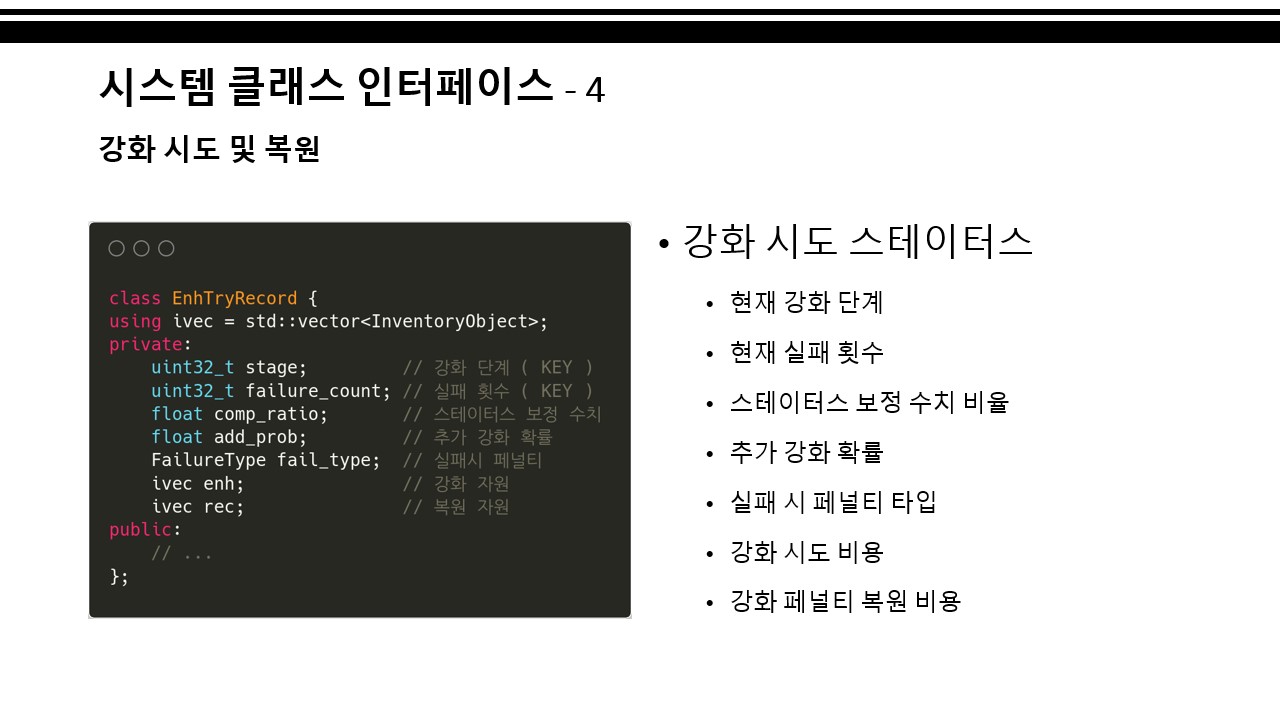 시스템 클래스 인터페이스 - 4
강화 시도 및 복원
class EnhTryRecord {
using ivec = std::vector<InventoryObject>;
private:
    uint32_t stage;         // 강화 단계 ( KEY )
    uint32_t failure_count; // 실패 횟수 ( KEY )
    float comp_ratio;       // 스테이터스 보정 수치
    float add_prob;         // 추가 강화 확률
    FailureType fail_type;  // 실패시 페널티
    ivec enh;               // 강화 자원
    ivec rec;               // 복원 자원
public:
    // ...
};
• 강화 시도 스테이터스
• 현재 강화 단계
• 현재 실패 횟수
• 스테이터스 보정 수치 비율
• 추가 강화 확률
• 실패 시 페널티 타입
• 강화 시도 비용
• 강화 페널티 복원 비용